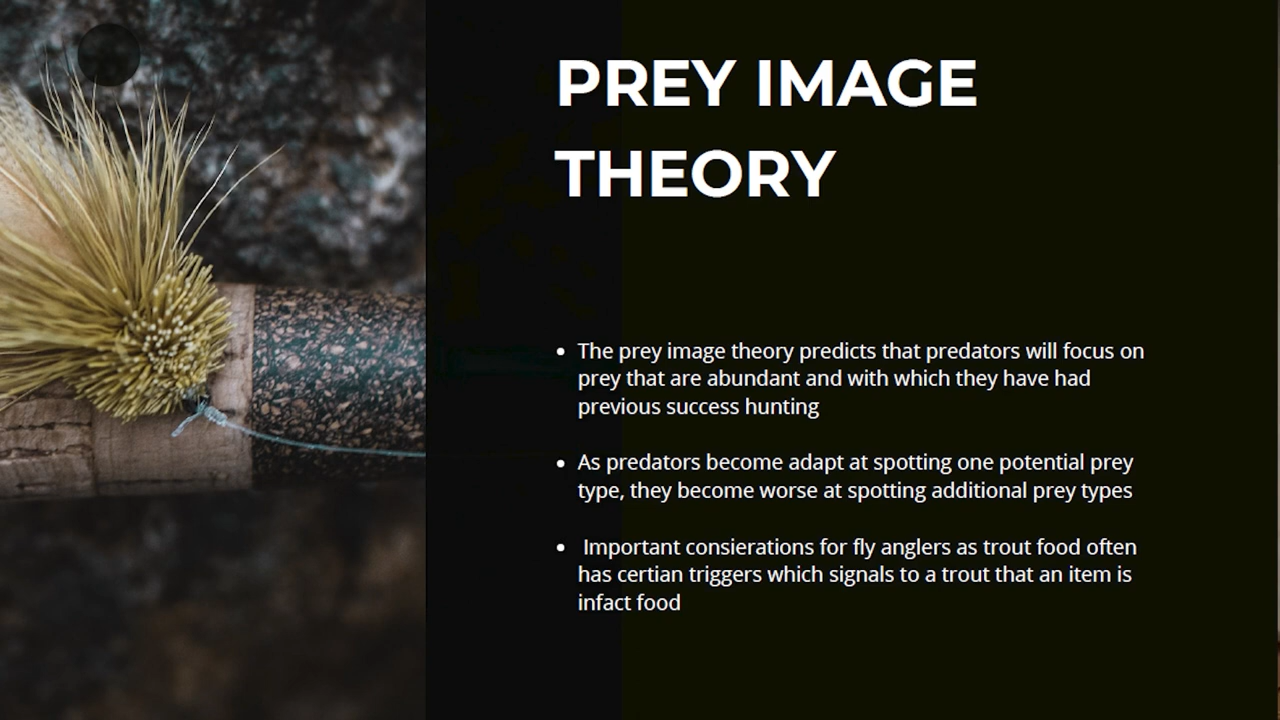 PREY IMAGE
THEORY
• The prey image theory predicts that predators will focus on
prey that are abundant and with which they have had
previous success hunting
• As predators become adapt at spotting one potential prey
type, they become worse at spotting additional prey types
• Important consierations for fly anglers as trout food often
has certian triggers which signals to a trout that an item is
infact food